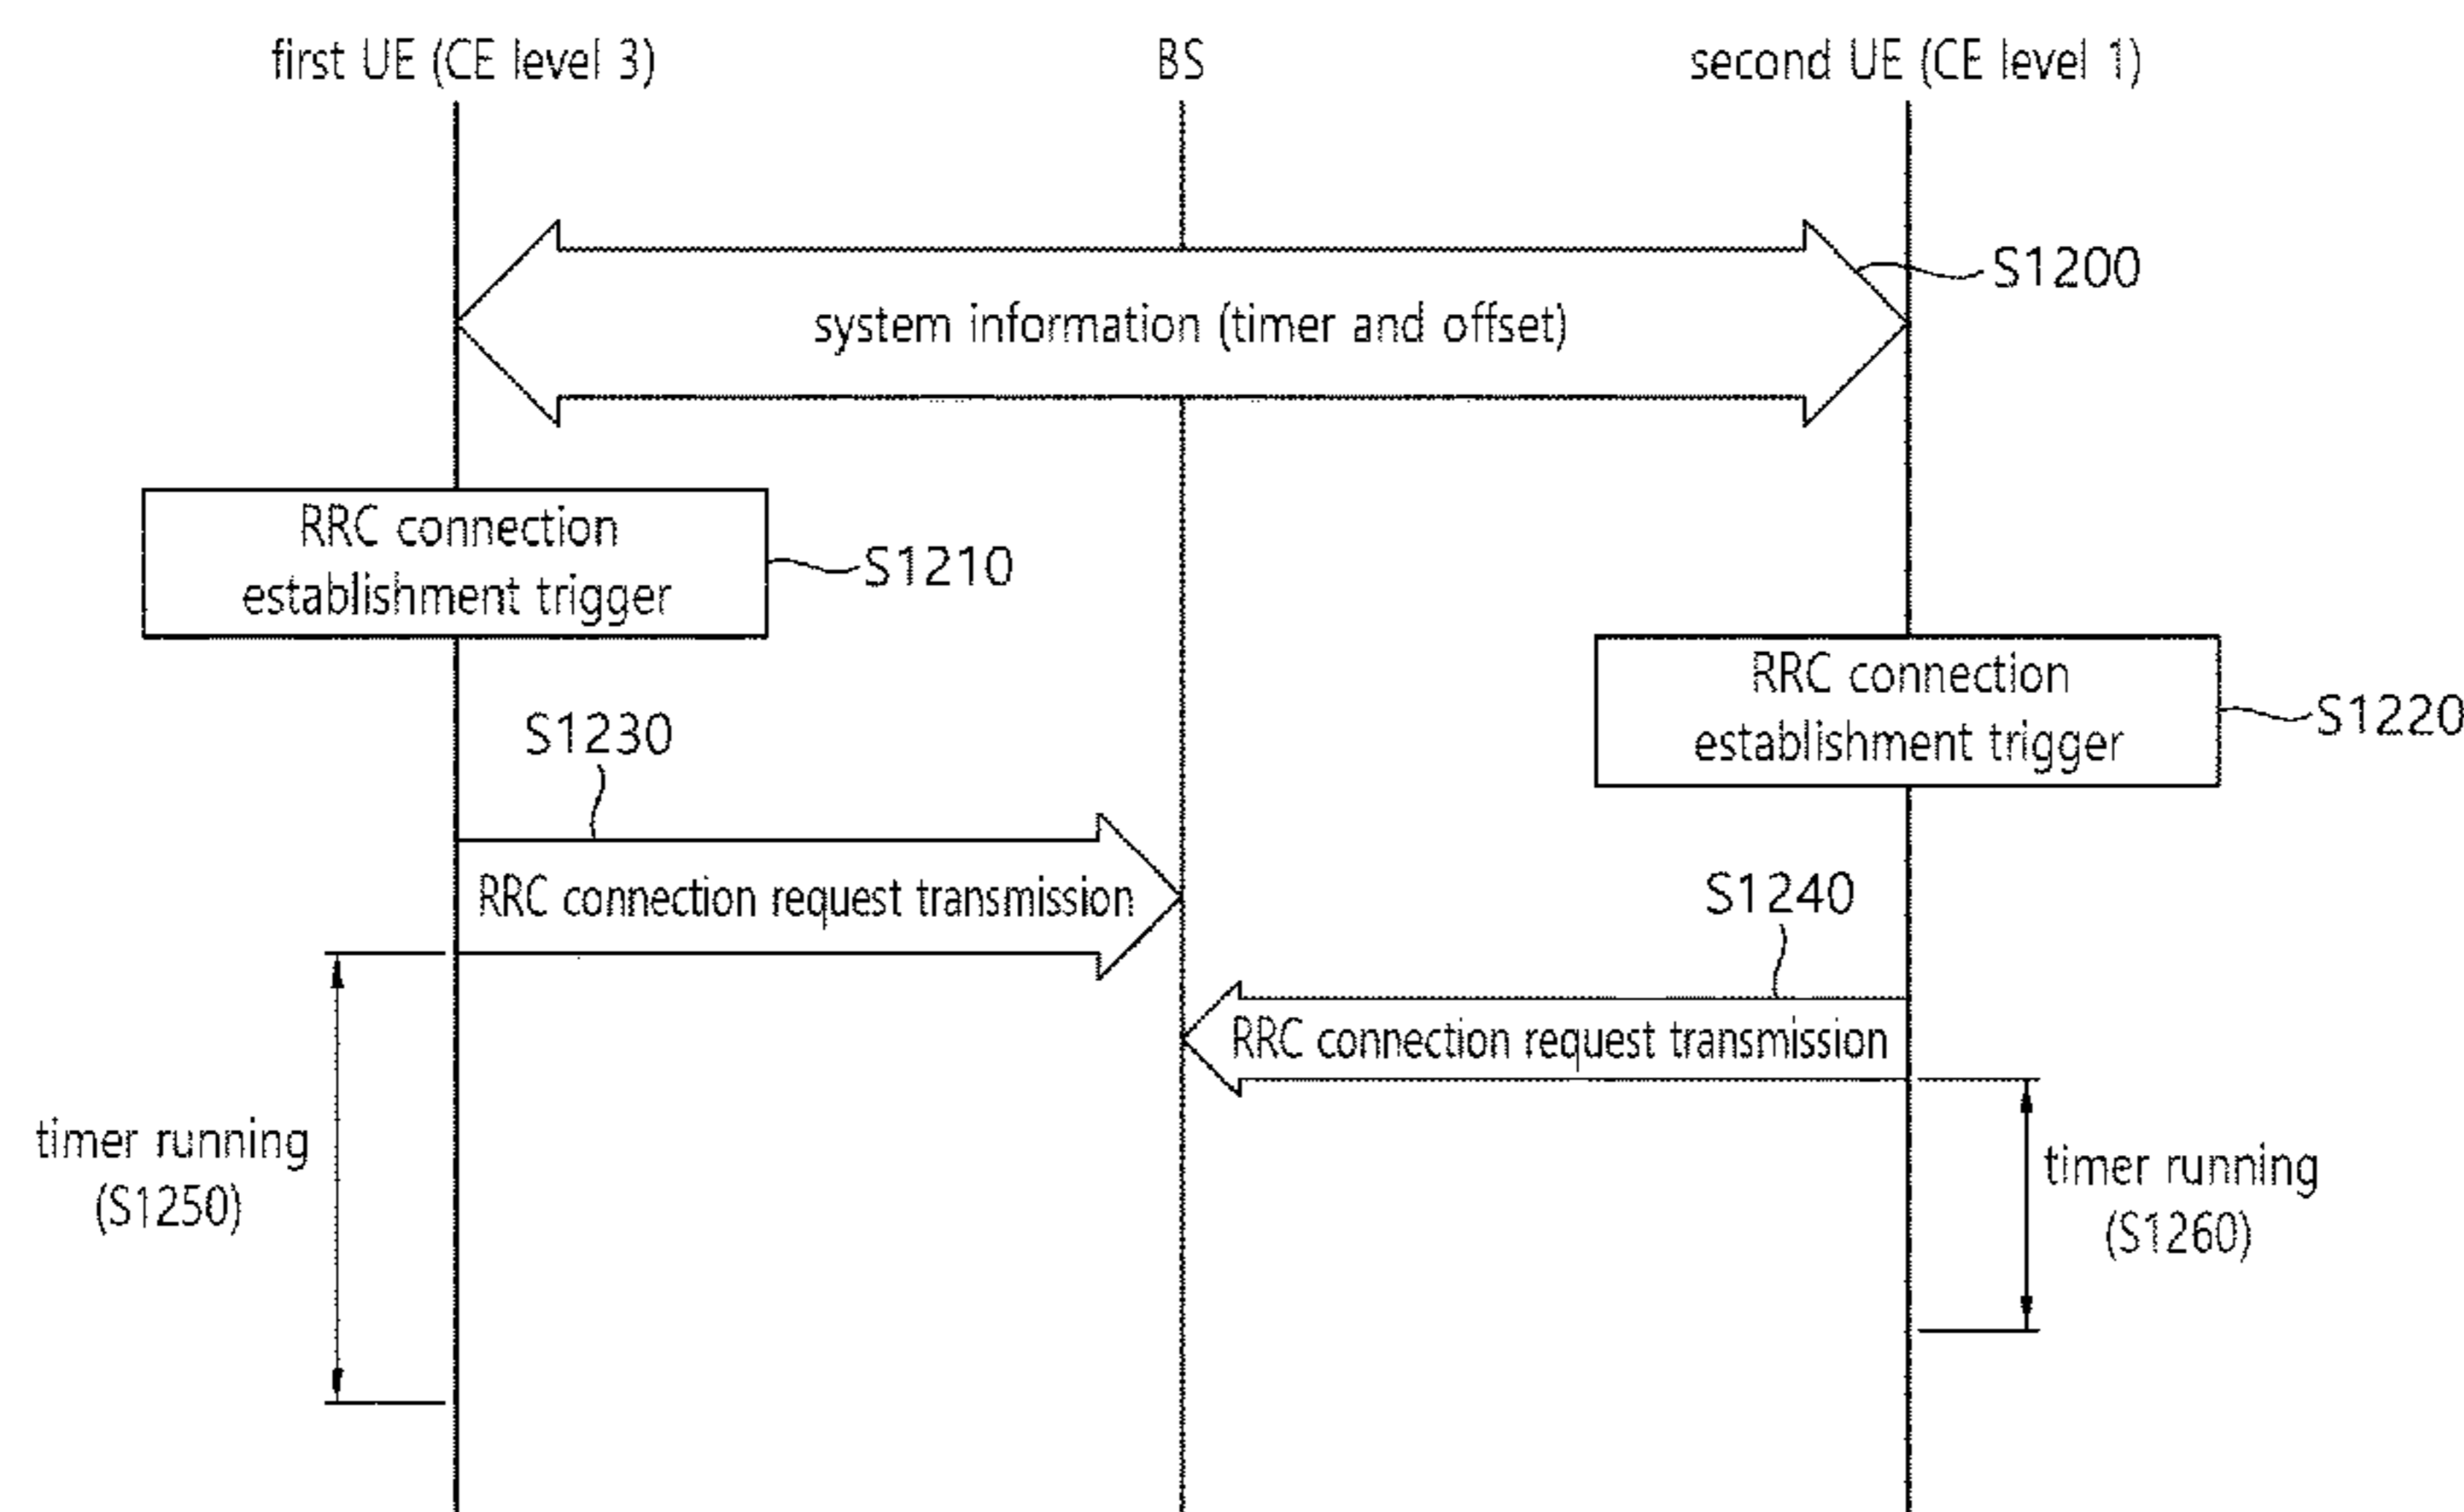 first UE (CE level 3)
BS
second UE (CE level 1)
S1200
system information (timer and offset)
RRC connection
establishment trigger
S1210
RRC connection
establishment trigger
S1220
S1230
RRC connection request transmission
S1240
RRC connection request transmission
timer running
(S1250)
timer running
(S1260)